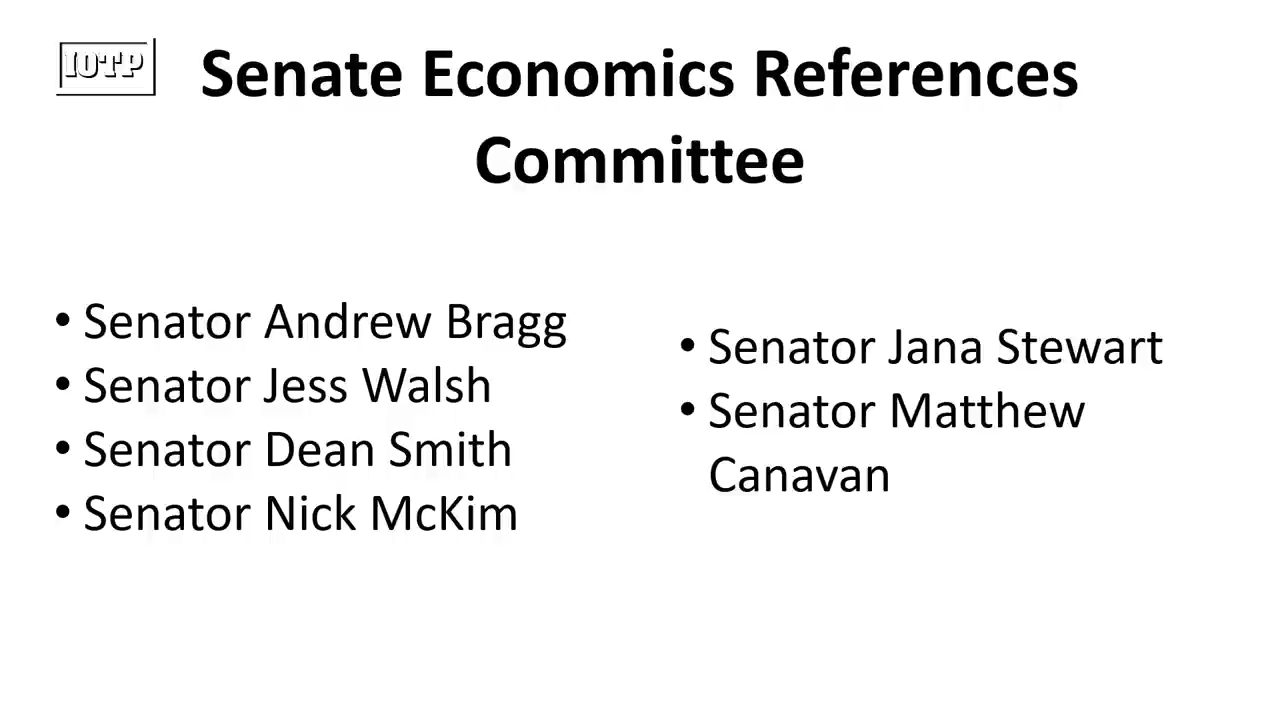 IOTP
Senate Economics References
Committee
• Senator Andrew Bragg
• Senator Jess Walsh
• Senator Dean Smith
• Senator Nick McKim
• Senator Jana Stewart
• Senator Matthew
Canavan